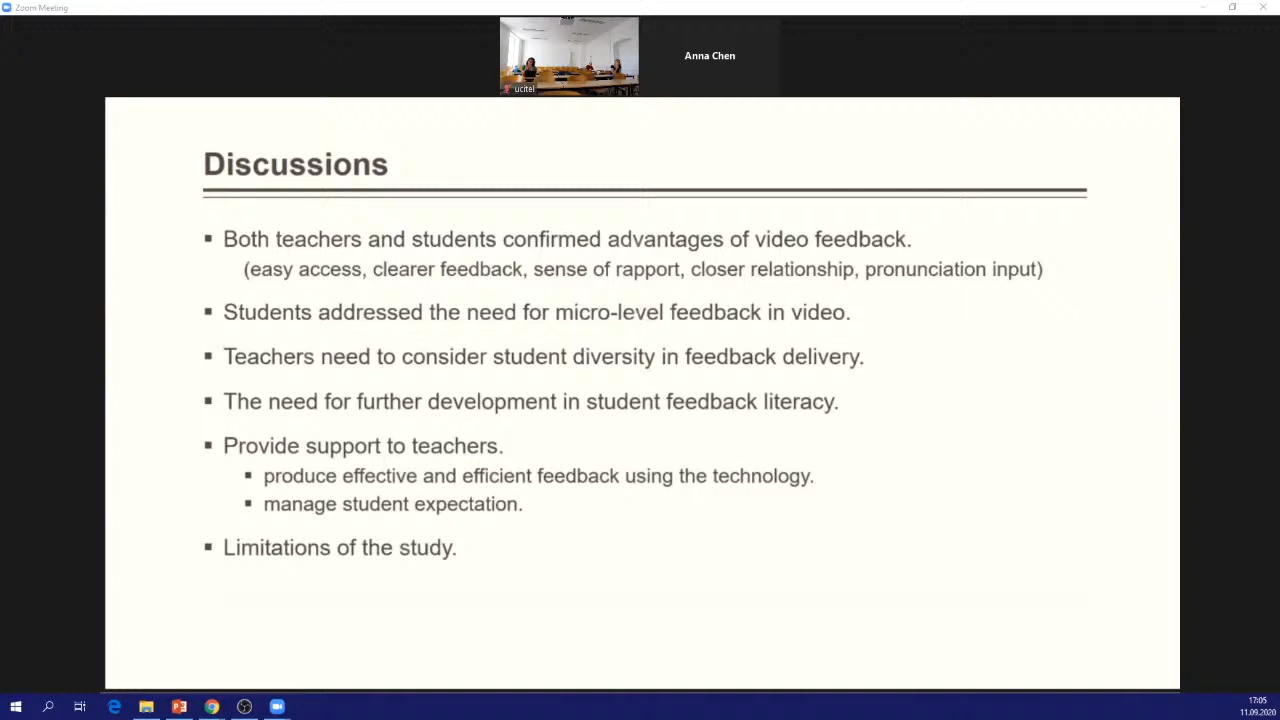 Zoom Meeting
ucitel
Anna Chen
Discussions
▪ Both teachers and students confirmed advantages of video feedback.
(easy access, clearer feedback, sense of rapport, closer relationship, pronunciation input)
▪ Students addressed the need for micro-level feedback in video.
▪ Teachers need to consider student diversity in feedback delivery.
▪ The need for further development in student feedback literacy.
▪ Provide support to teachers.
▪ produce effective and efficient feedback using the technology.
▪ manage student expectation.
▪ Limitations of the study.
17:05
11.09.2020